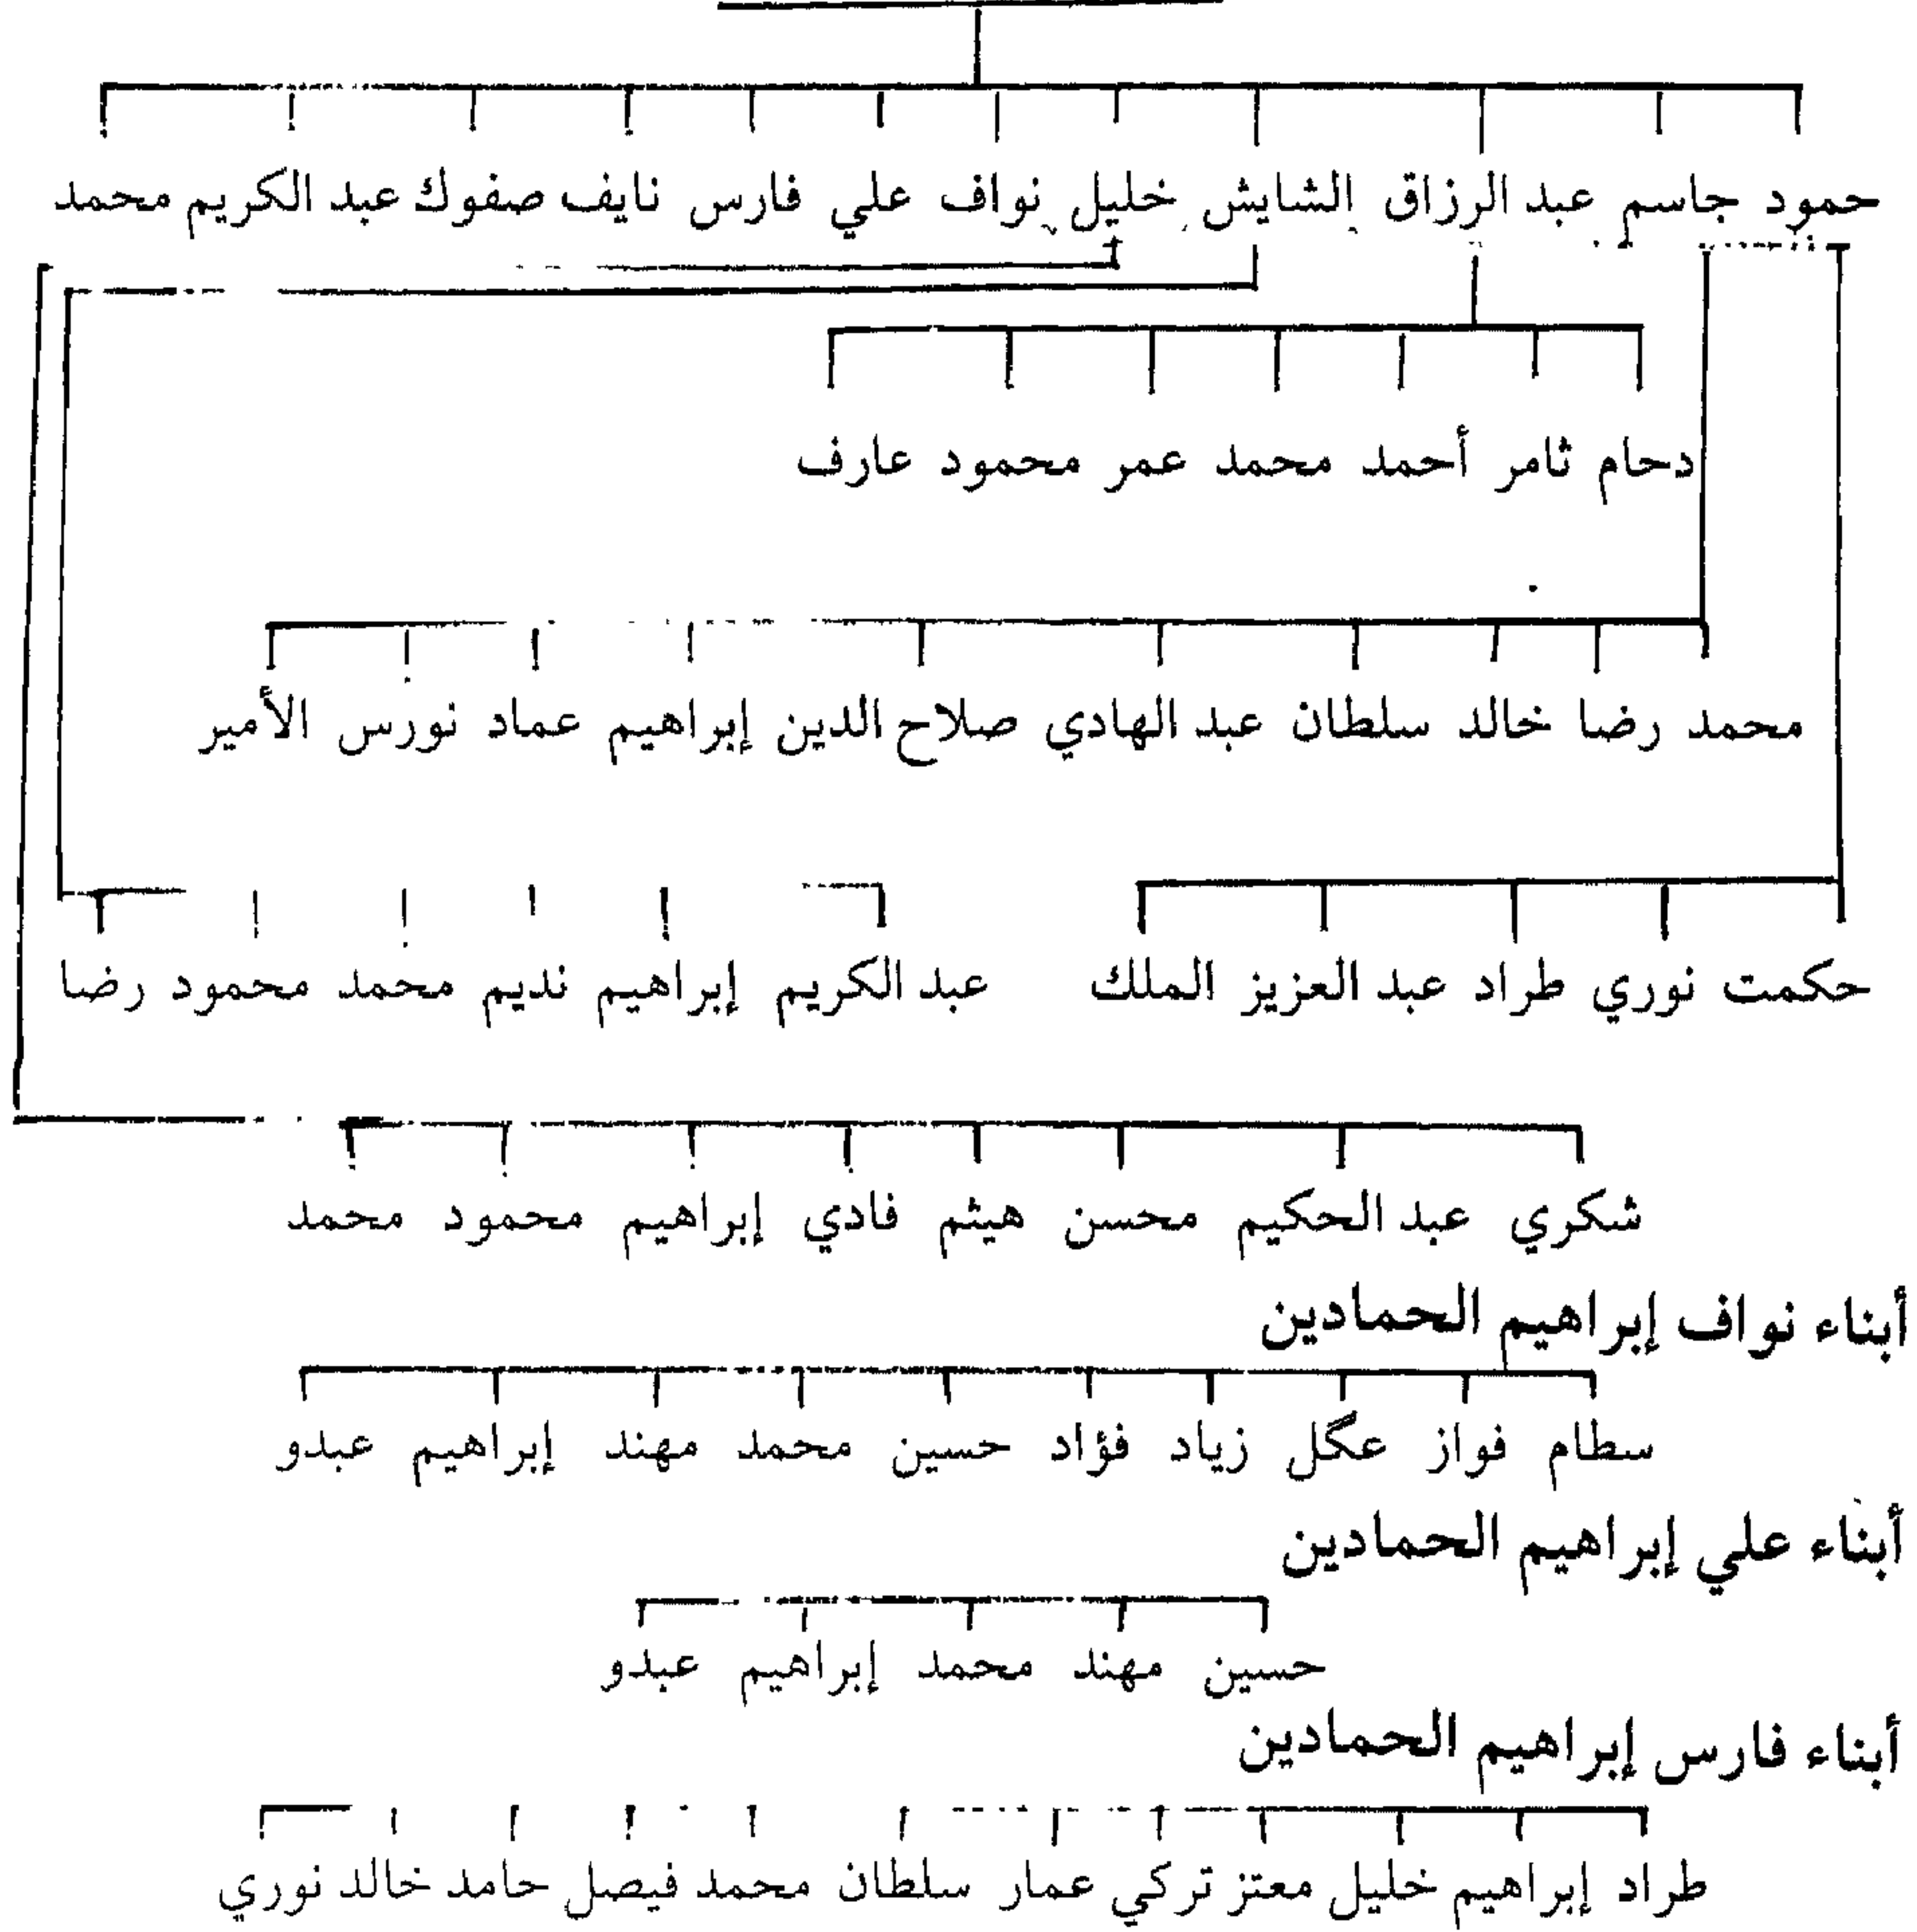 حمود جاسم عبد الرزاق الشايش خليل نواف علي فارس نايف صفوك عبد الكريم محمد
دحام ثامر أحمد محمد عمر محمود عارف
محمد رضا خالد سلطان عبد الهادي صلاح الدين إبراهيم عماد نورس الأمير
حكمت نوري طراد عبد العزيز الملك عبد الكريم إبراهيم نديم محمد محمود رضا
شكري عبد الحكيم محسن هيثم فادي إبراهيم محمود محمد
أبناء نواف إبراهيم الحمادين
سطام فواز عگل زياد فؤاد حسين محمد مهند إبراهيم عبدو
أبناء علي إبراهيم الحمادين
حسين مهند محمد إبراهيم عبدو
أبناء فارس إبراهيم الحمادين
طراد إبراهيم خليل معتز تركي عمار سلطان محمد فيصل حامد خالد نوري